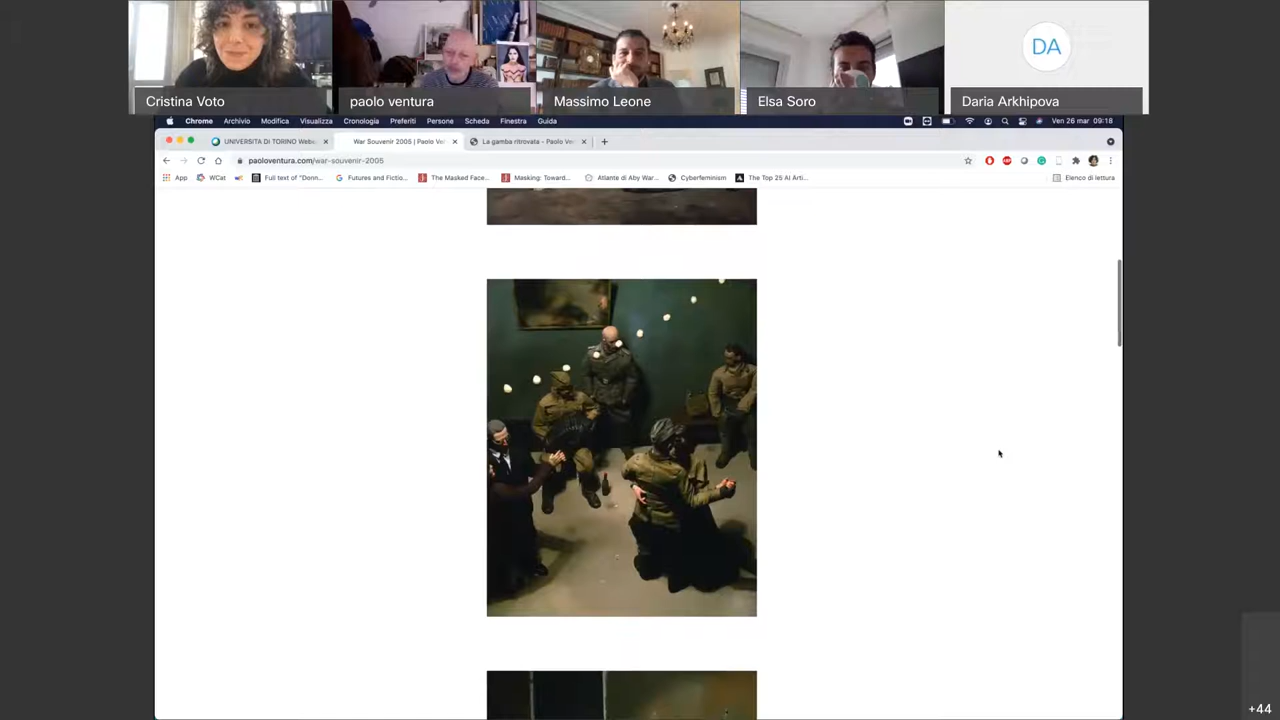 Cristina Voto
paolo ventura
Massimo Leone
Elsa Soro
DA
Daria Arkhipova
Chrome Archivio Modifica Visualizza Cronologia Preferiti Persone Scheda Finestra Guida Ven 26 mar 09:18
UNIVERSITA DI TORINO Webe War Souvenir 2005 | Paolo Ve La gamba ritrovata - Paolo Ve
paoloventura.com/war-souvenir-2005
App WCat Full text of "Donn... Futures and Fictio... The Masked Face... Masking: Toward... Atlante di Aby War... Cyberfeminism The Top 25 AI Arti... Elenco di lettura
+44